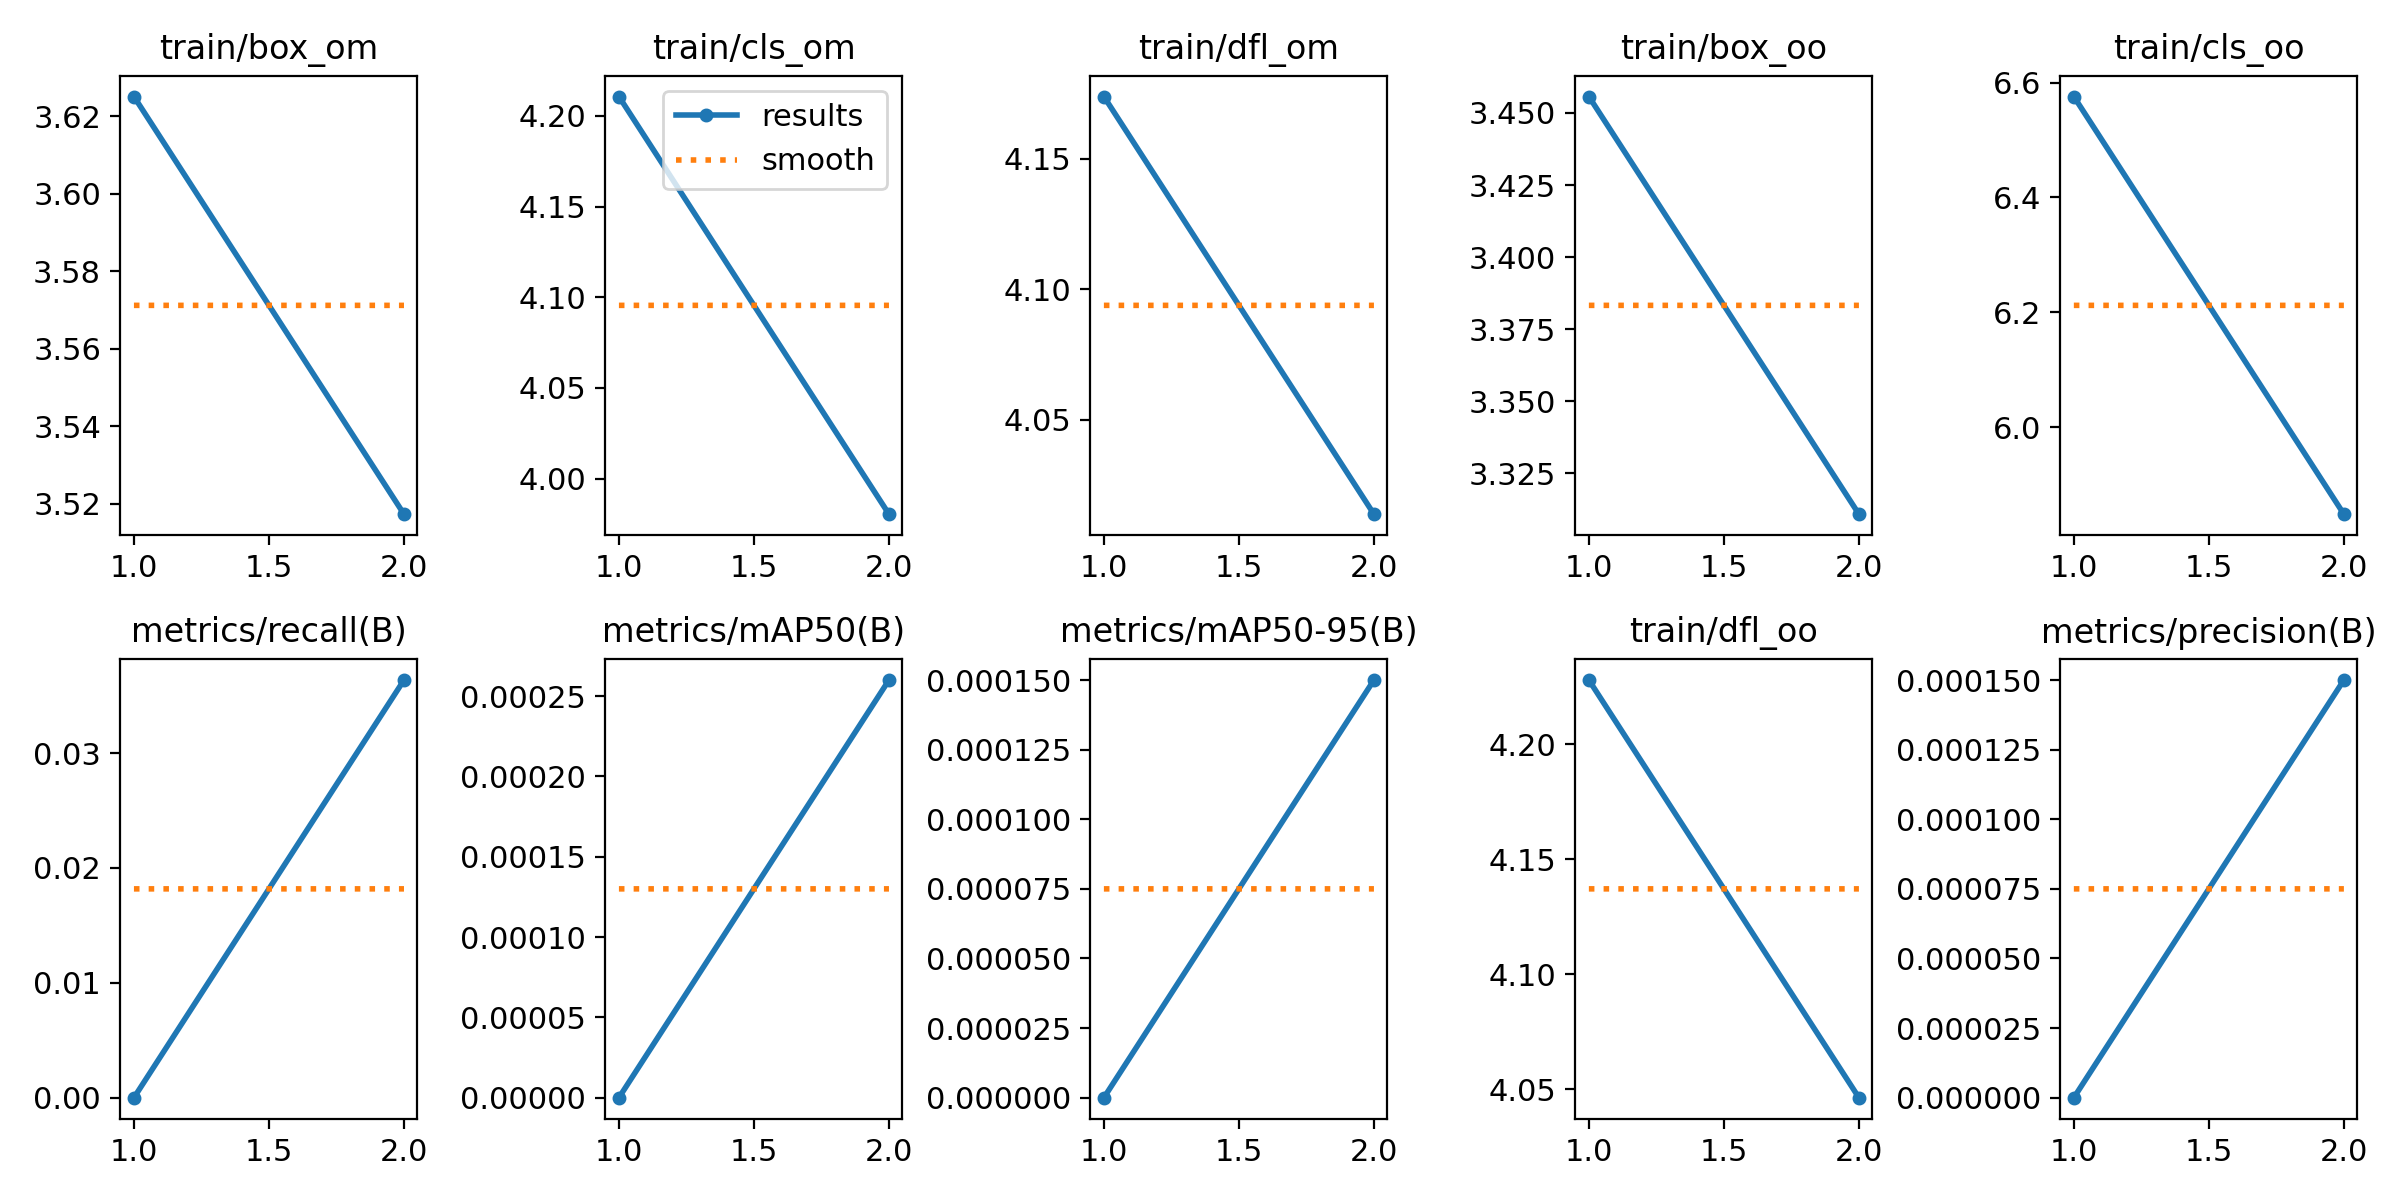 train/box_om
3.62
3.60
3.58
3.56
3.54
3.52
1.0 1.5 2.0
train/cls_om
results
smooth
4.20
4.15
4.10
4.05
4.00
1.0 1.5 2.0
train/dfl_om
4.15
4.10
4.05
1.0 1.5 2.0
train/box_oo
3.450
3.425
3.400
3.375
3.350
3.325
1.0 1.5 2.0
train/cls_oo
6.6
6.4
6.2
6.0
1.0 1.5 2.0
metrics/recall(B)
0.03
0.02
0.01
0.00
1.0 1.5 2.0
metrics/mAP50(B)
0.00025
0.00020
0.00015
0.00010
0.00005
0.00000
1.0 1.5 2.0
metrics/mAP50-95(B)
0.000150
0.000125
0.000100
0.000075
0.000050
0.000025
0.000000
1.0 1.5 2.0
train/dfl_oo
4.20
4.15
4.10
4.05
1.0 1.5 2.0
metrics/precision(B)
0.000150
0.000125
0.000100
0.000075
0.000050
0.000025
0.000000
1.0 1.5 2.0